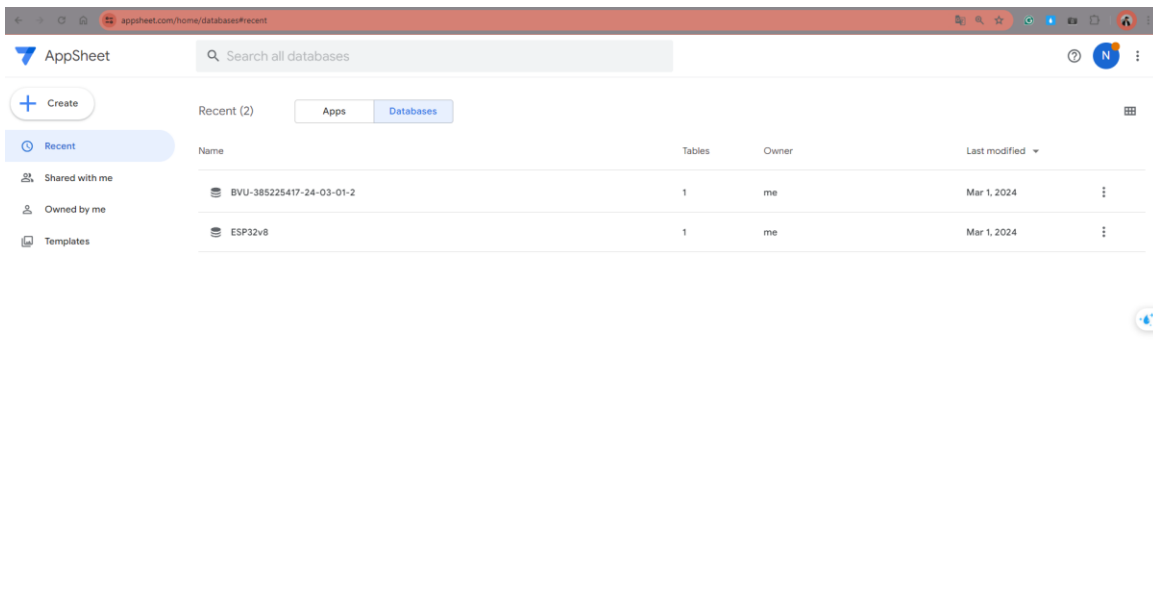 appsheet.com/home/databases#recent
AppSheet
Search all databases
N
Create
Recent (2)
Apps
Databases
Recent
Shared with me
Owned by me
Templates
Name Tables Owner Last modified
BVU-385225417-24-03-01-2 1 me Mar 1, 2024
ESP32v8 1 me Mar 1, 2024